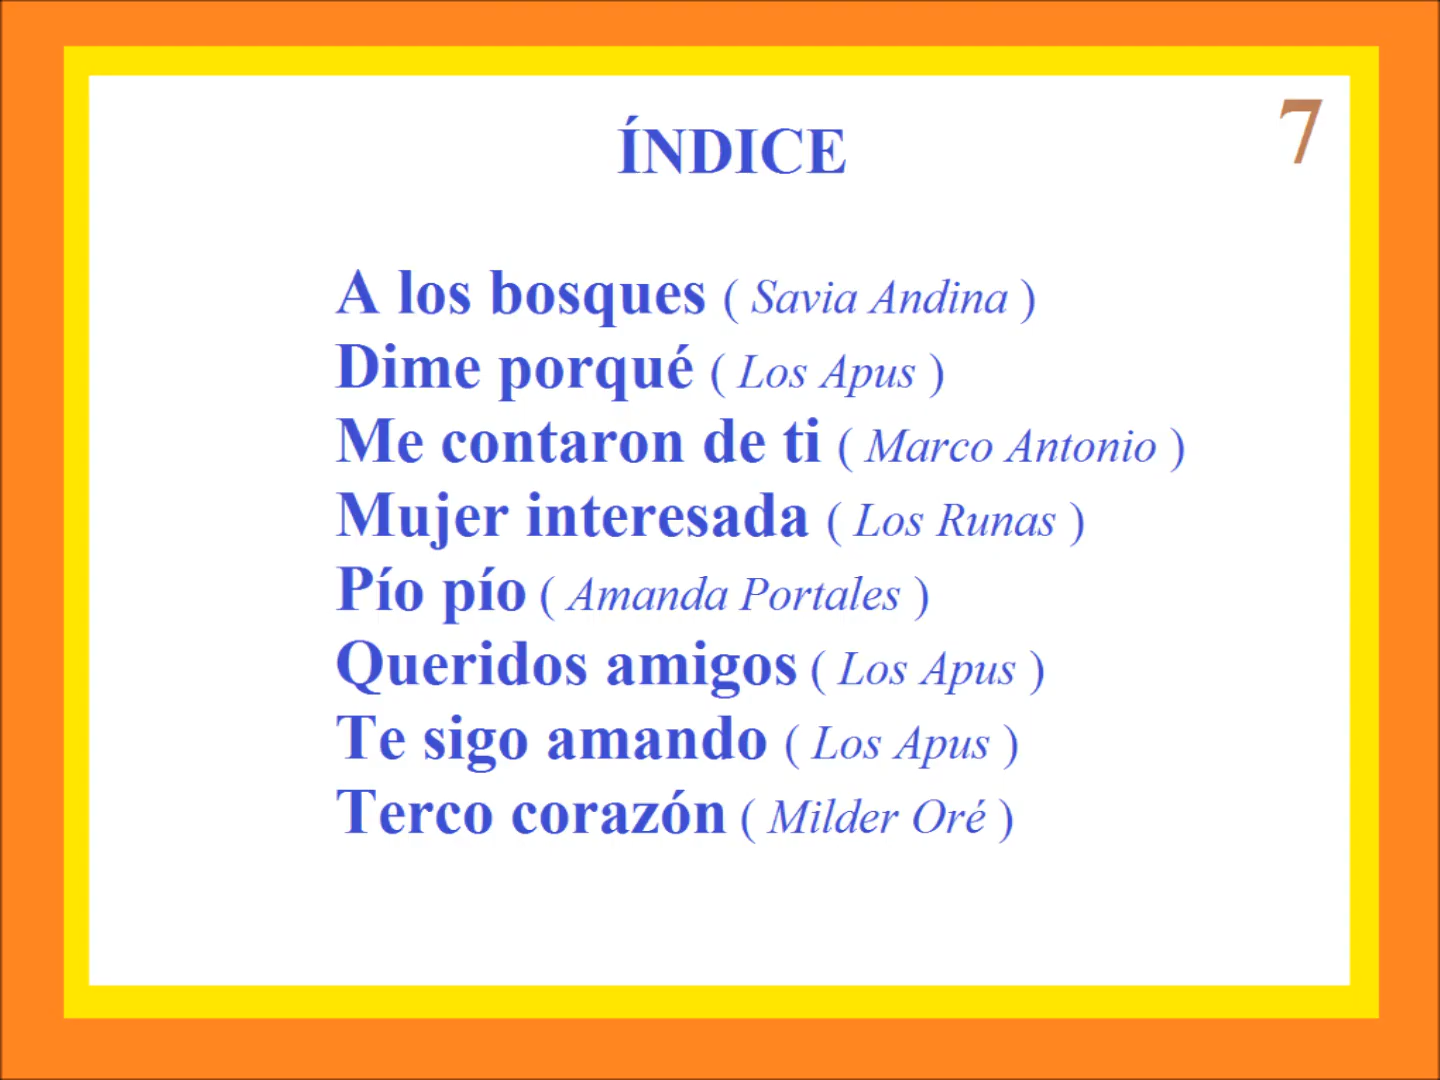 7
ÍNDICE
A los bosques ( Savia Andina )
Dime porqué ( Los Apus )
Me contaron de ti ( Marco Antonio )
Mujer interesada ( Los Runas )
Pío pío ( Amanda Portales )
Queridos amigos ( Los Apus )
Te sigo amando ( Los Apus )
Terco corazón ( Milder Oré )